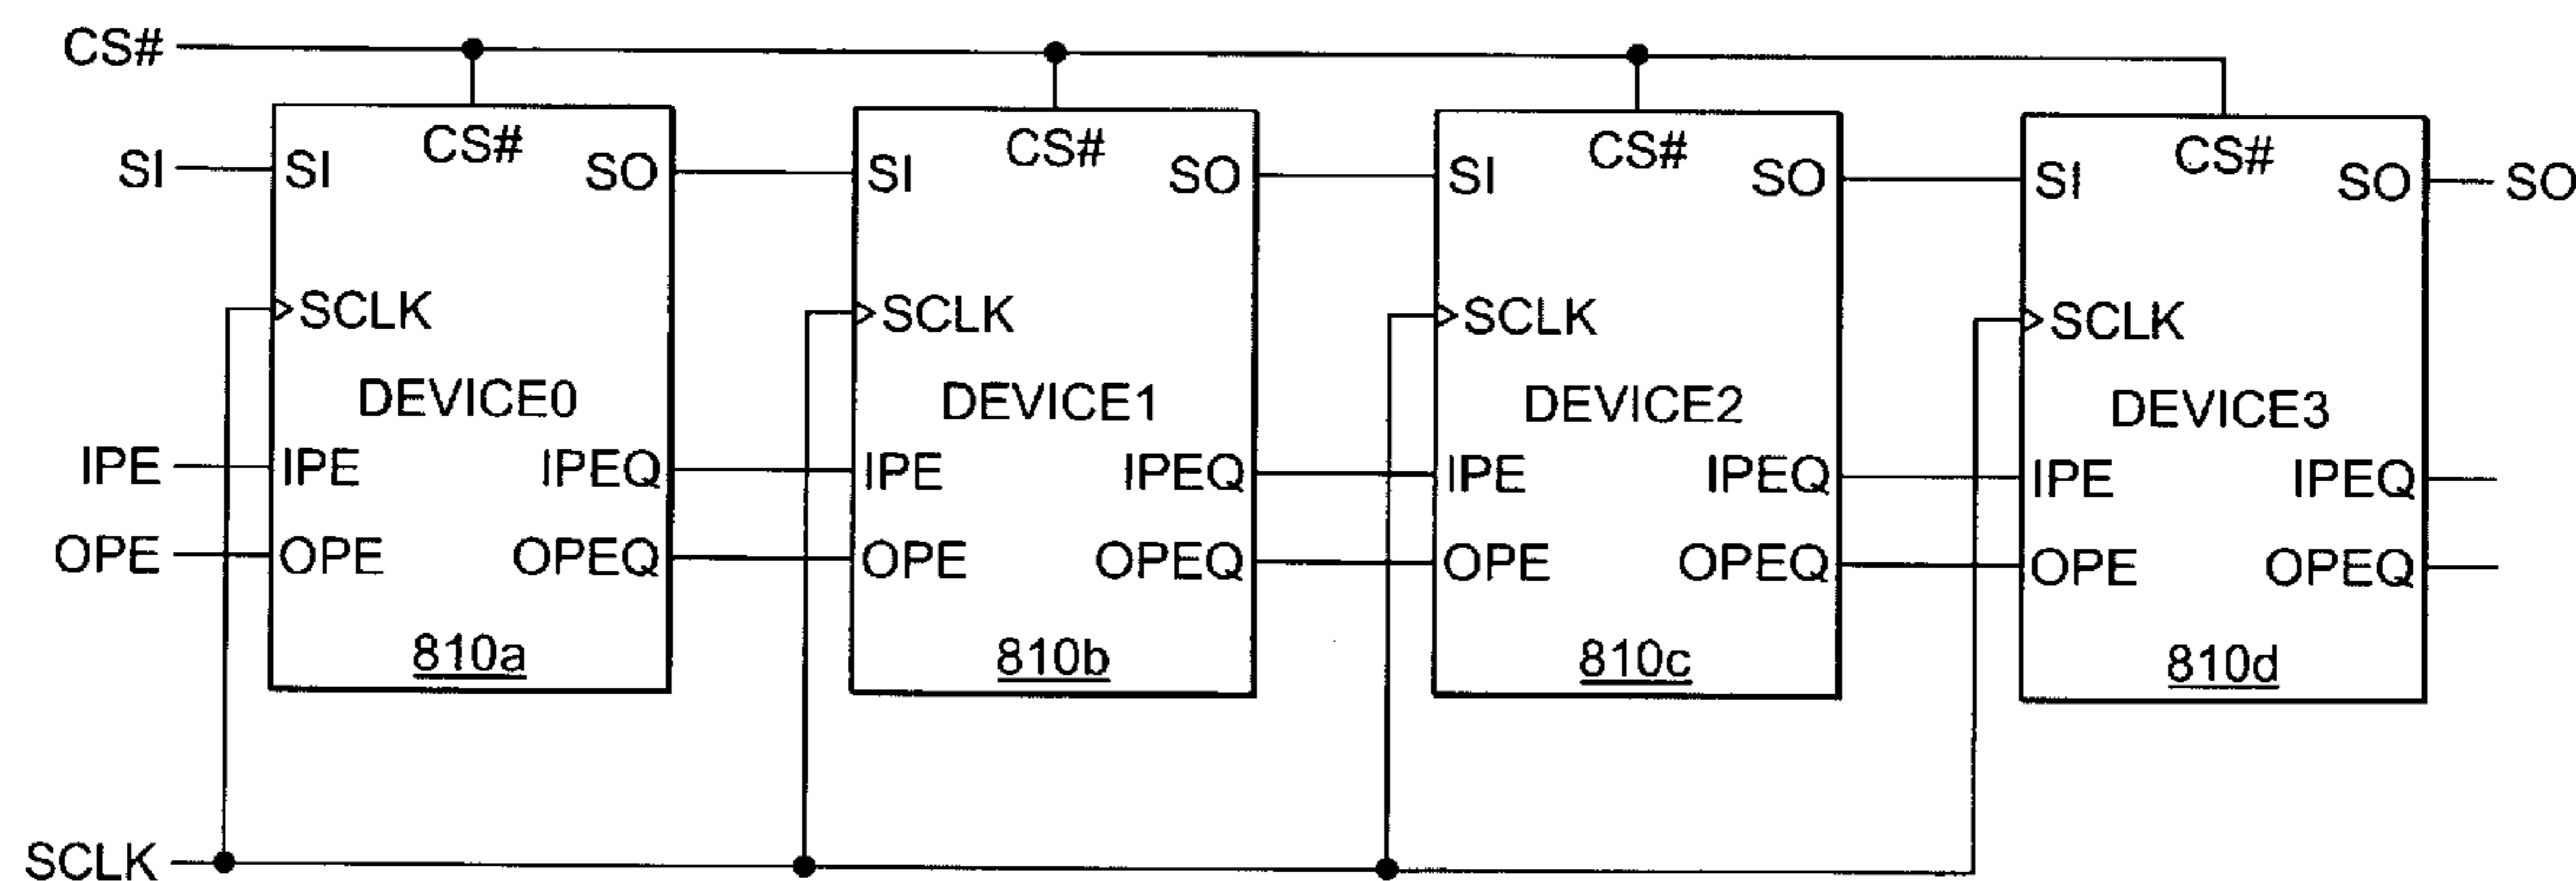 CS#
SI SI CS# SO SI CS# SO SI CS# SO SI CS# SO SO
SCLK SCLK SCLK SCLK
DEVICE0 DEVICE1 DEVICE2 DEVICE3
IPE IPE IPEQ IPE IPEQ IPE IPEQ IPE IPEQ
OPE OPE OPEQ OPE OPEQ OPE OPEQ OPE OPEQ
810a 810b 810c 810d
SCLK